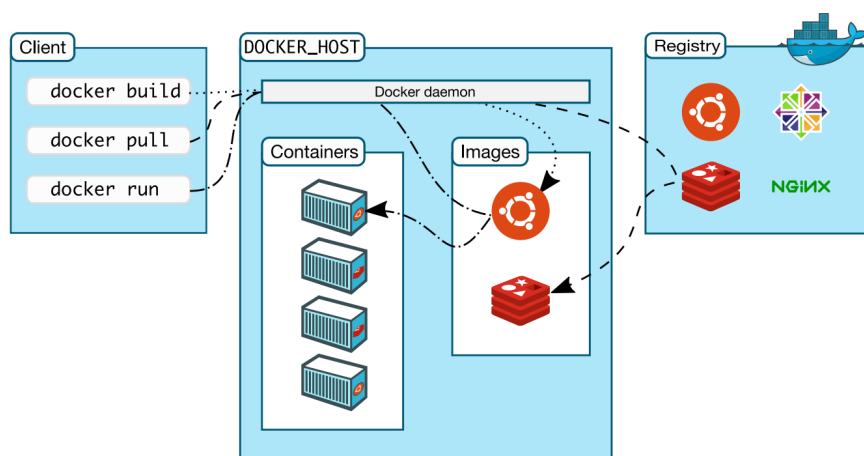 Client
docker build
docker pull
docker run
DOCKER_HOST
Docker daemon
Containers
Images
Registry
NGINX